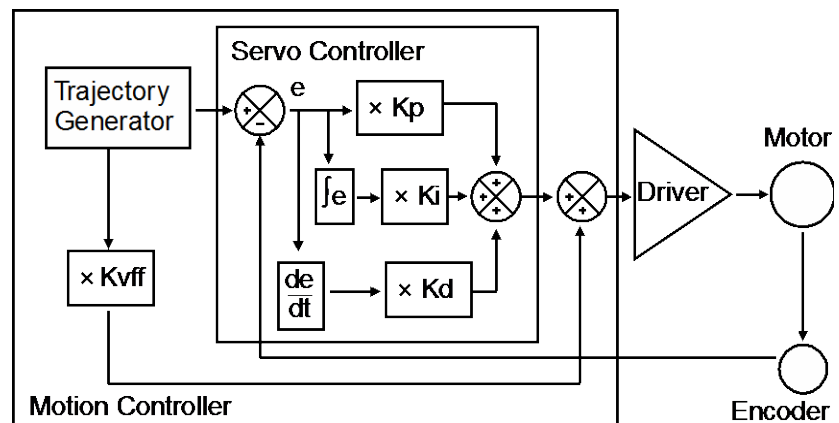 Servo Controller
Trajectory
Generator
+
−
e
× Kp
∫e
× Ki
+
+
+
+
+
de
dt
× Kd
× Kvff
Driver
Motor
Encoder
Motion Controller